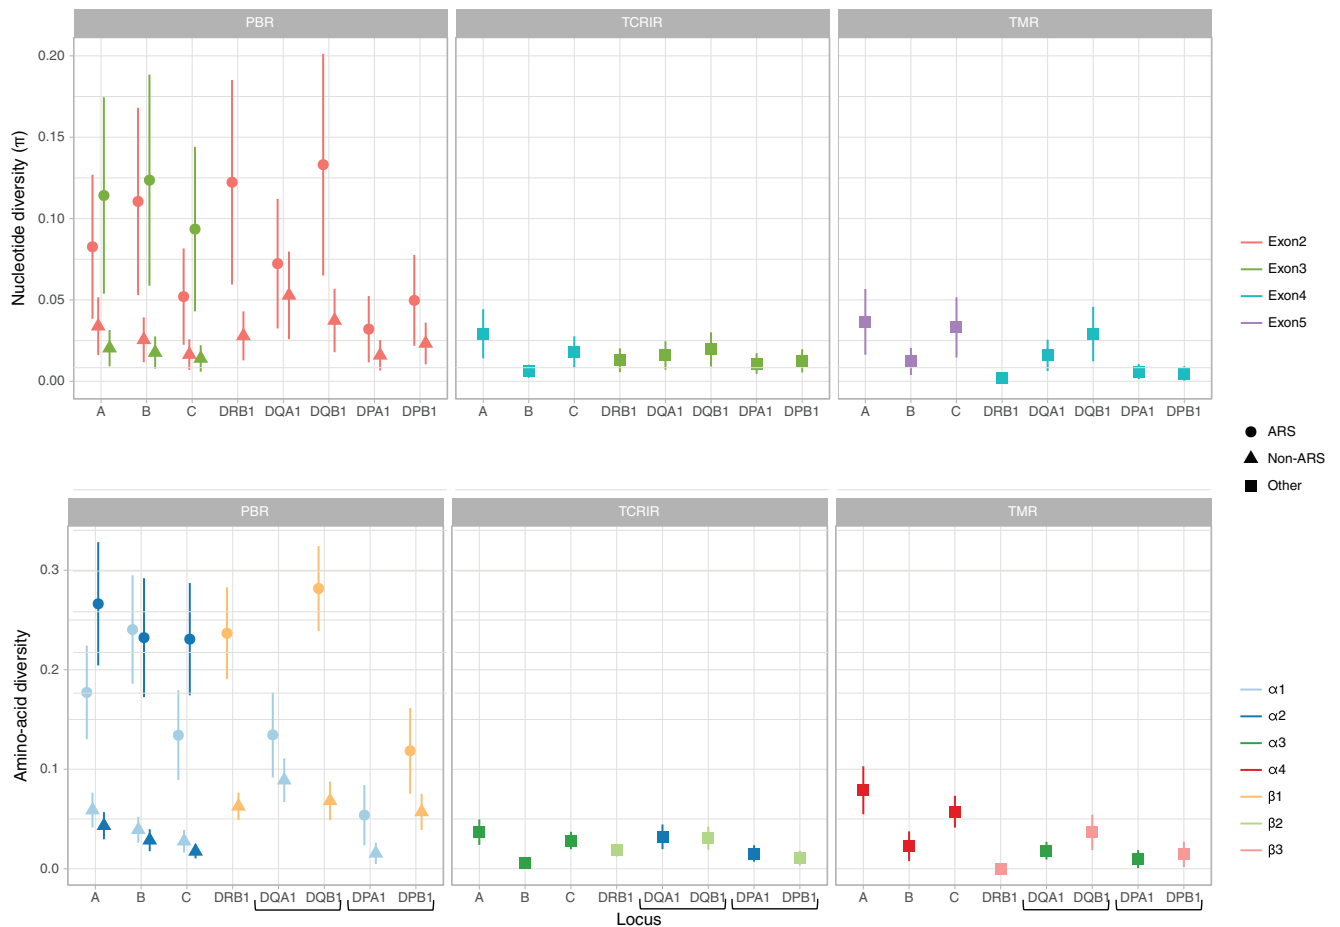 PBR TCRIR TMR
Nucleotide diversity (π)
0.20
0.15
0.10
0.05
0.00
A B C DRB1 DQA1 DQB1 DPA1 DPB1 A B C DRB1 DQA1 DQB1 DPA1 DPB1 A B C DRB1 DQA1 DQB1 DPA1 DPB1
Exon2
Exon3
Exon4
Exon5
ARS
Non-ARS
Other
PBR TCRIR TMR
Amino-acid diversity
0.3
0.2
0.1
0.0
A B C DRB1 DQA1 DQB1 DPA1 DPB1 A B C DRB1 DQA1 DQB1 DPA1 DPB1 A B C DRB1 DQA1 DQB1 DPA1 DPB1
Locus
α1
α2
α3
α4
β1
β2
β3